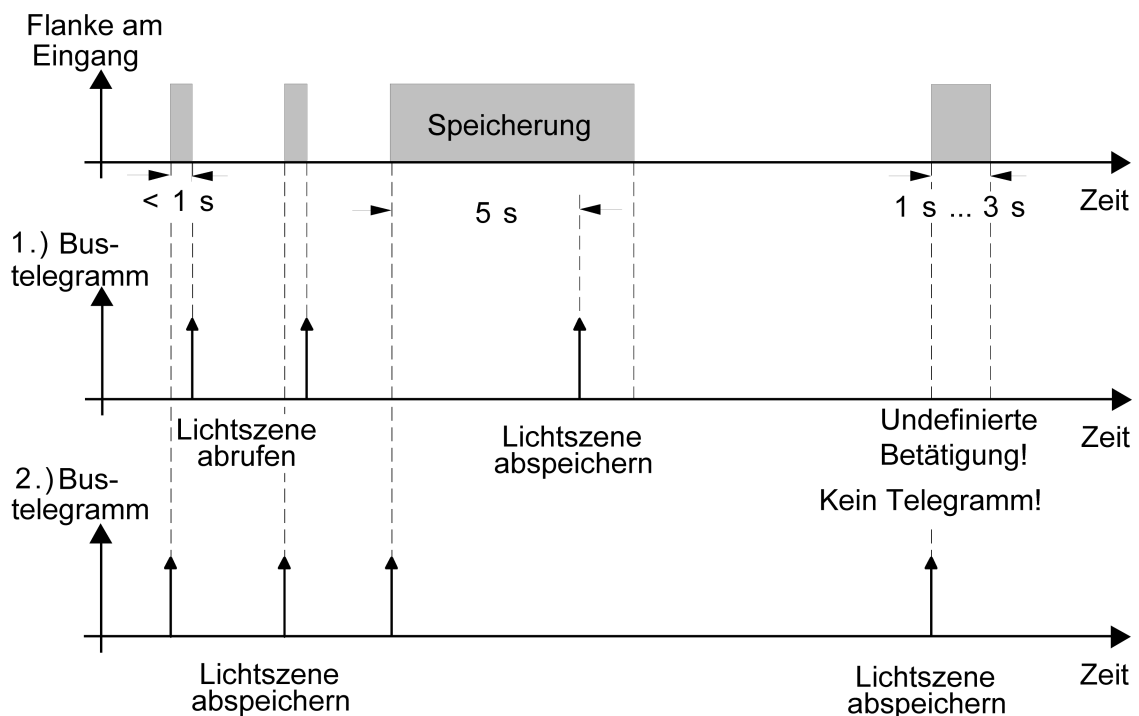 Flanke am
Eingang
Speicherung
< 1 s
5 s
1 s ... 3 s
Zeit
1.) Bus-
telegramm
Lichtszene
abrufen
Lichtszene
abspeichern
Undefinierte
Betätigung!
Zeit
Kein Telegramm!
2.) Bus-
telegramm
Lichtszene
abspeichern
Lichtszene
abspeichern
Zeit